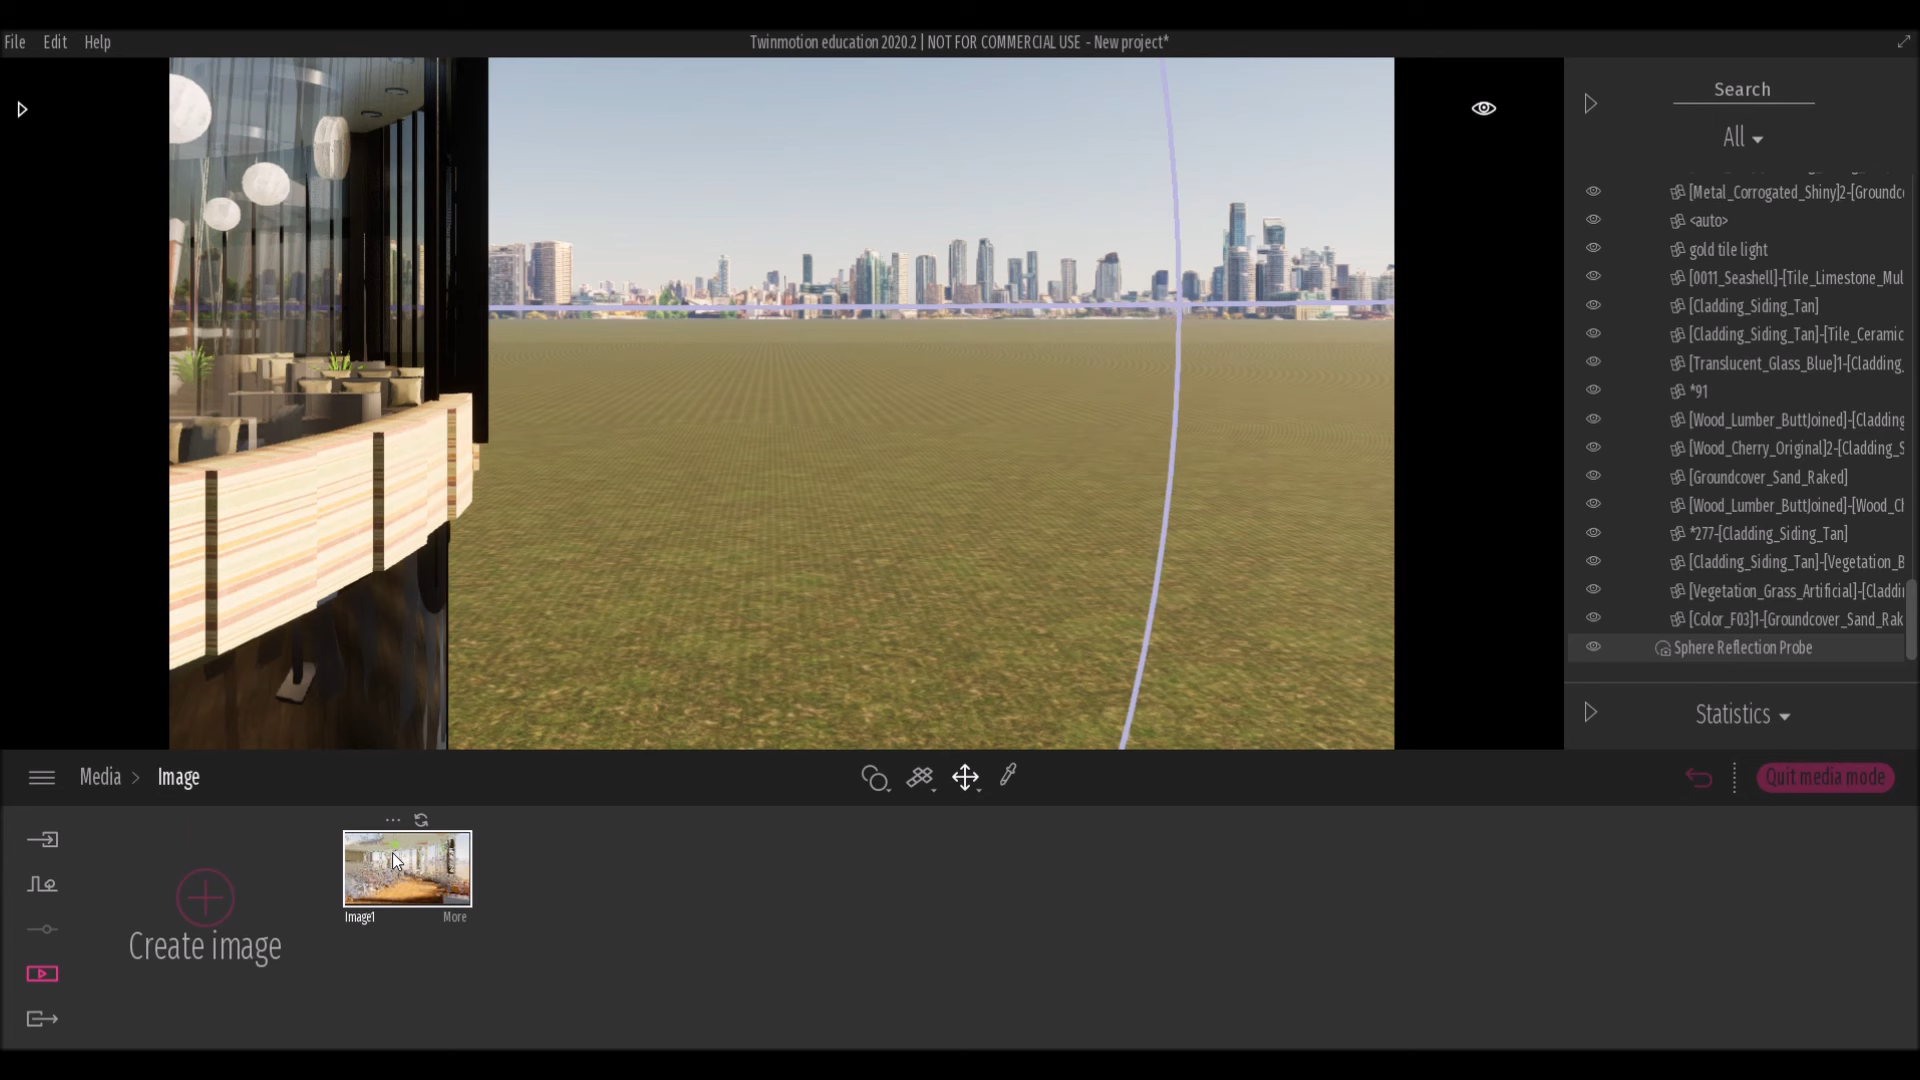 File Edit Help
Twinmotion education 2020.2 | NOT FOR COMMERCIAL USE - New project*
Search
All
[Metal_Corrogated_Shiny]2-[Groundc
<auto>
gold tile light
[0011_Seashell]-[Tile_Limestone_Mul
[Cladding_Siding_Tan]
[Cladding_Siding_Tan]-[Tile_Ceramic
[Translucent_Glass_Blue]1-[Cladding_
*91
[Wood_Lumber_ButtJoined]-[Cladding
[Wood_Cherry_Original]2-[Cladding_S
[Groundcover_Sand_Raked]
[Wood_Lumber_ButtJoined]-[Wood_Ch
*277-[Cladding_Siding_Tan]
[Cladding_Siding_Tan]-[Vegetation_B
[Vegetation_Grass_Artificial]-[Claddin
[Color_F03]1-[Groundcover_Sand_Rak
Sphere Reflection Probe
Statistics
Media > Image
Quit media mode
Create image
Image1 More